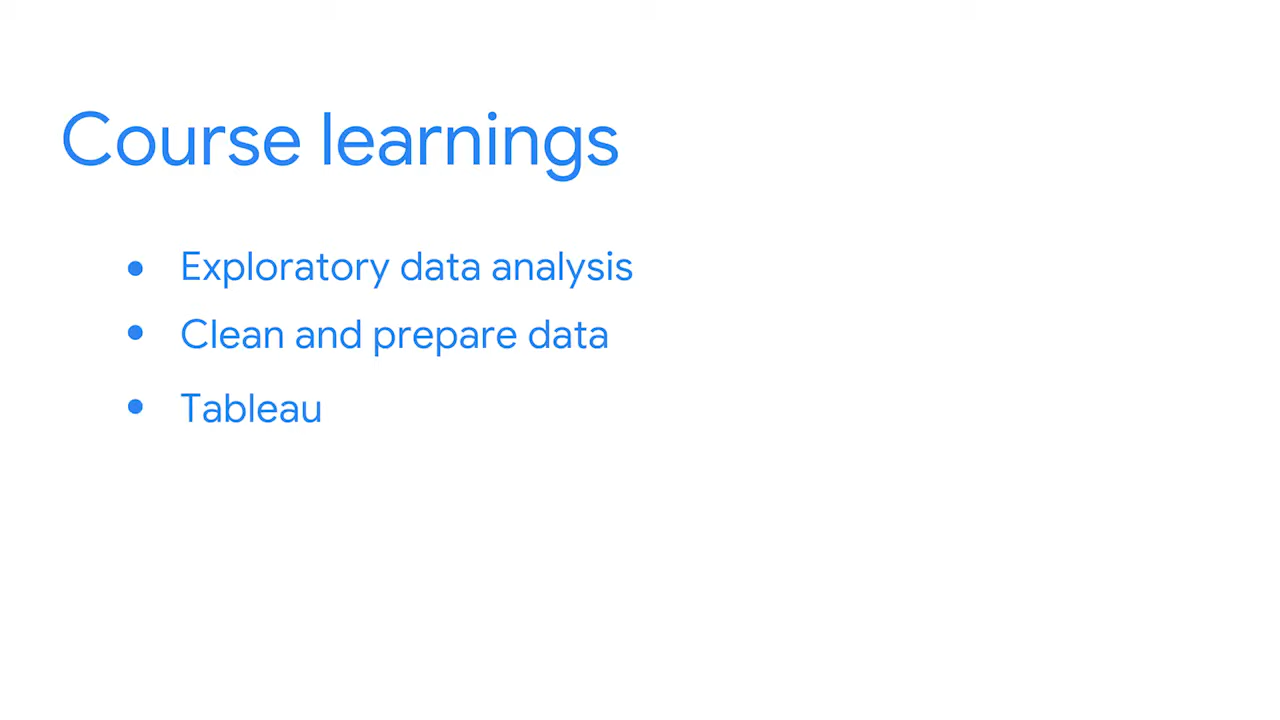 Course learnings
• Exploratory data analysis
• Clean and prepare data
• Tableau